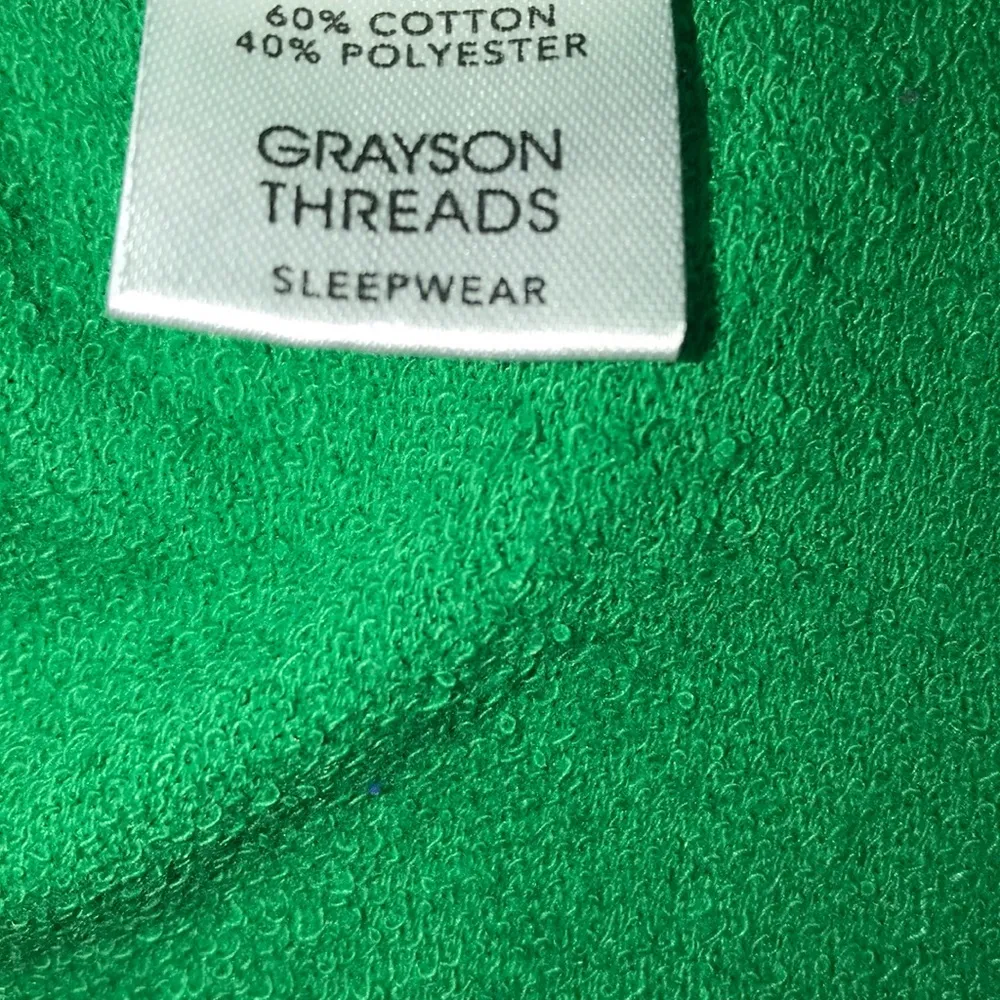 60% COTTON
40% POLYESTER
GRAYSON
THREADS
SLEEPWEAR